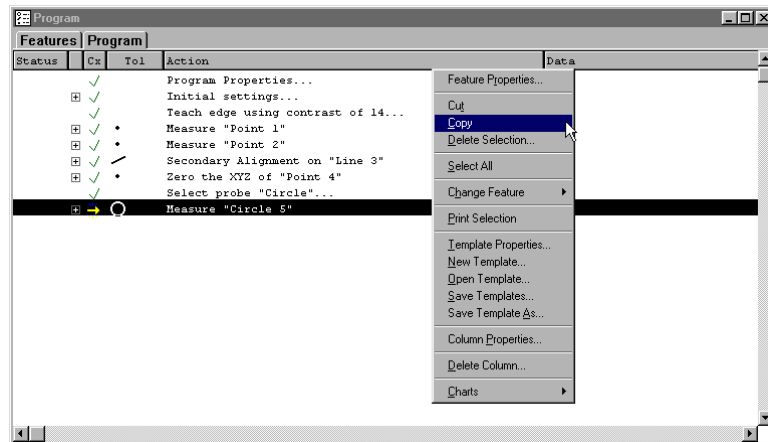 Program
Features Program
Status Cx Tol Action Data
Program Properties...
Initial settings...
Teach edge using contrast of 14...
Measure "Point 1"
Measure "Point 2"
Secondary Alignment on "Line 3"
Zero the XYZ of "Point 4"
Select probe "Circle"...
Measure "Circle 5"
Feature Properties...
Cut
Copy
Delete Selection...
Select All
Change Feature
Print Selection
Template Properties...
New Template...
Open Template...
Save Templates...
Save Template As...
Column Properties...
Delete Column...
Charts